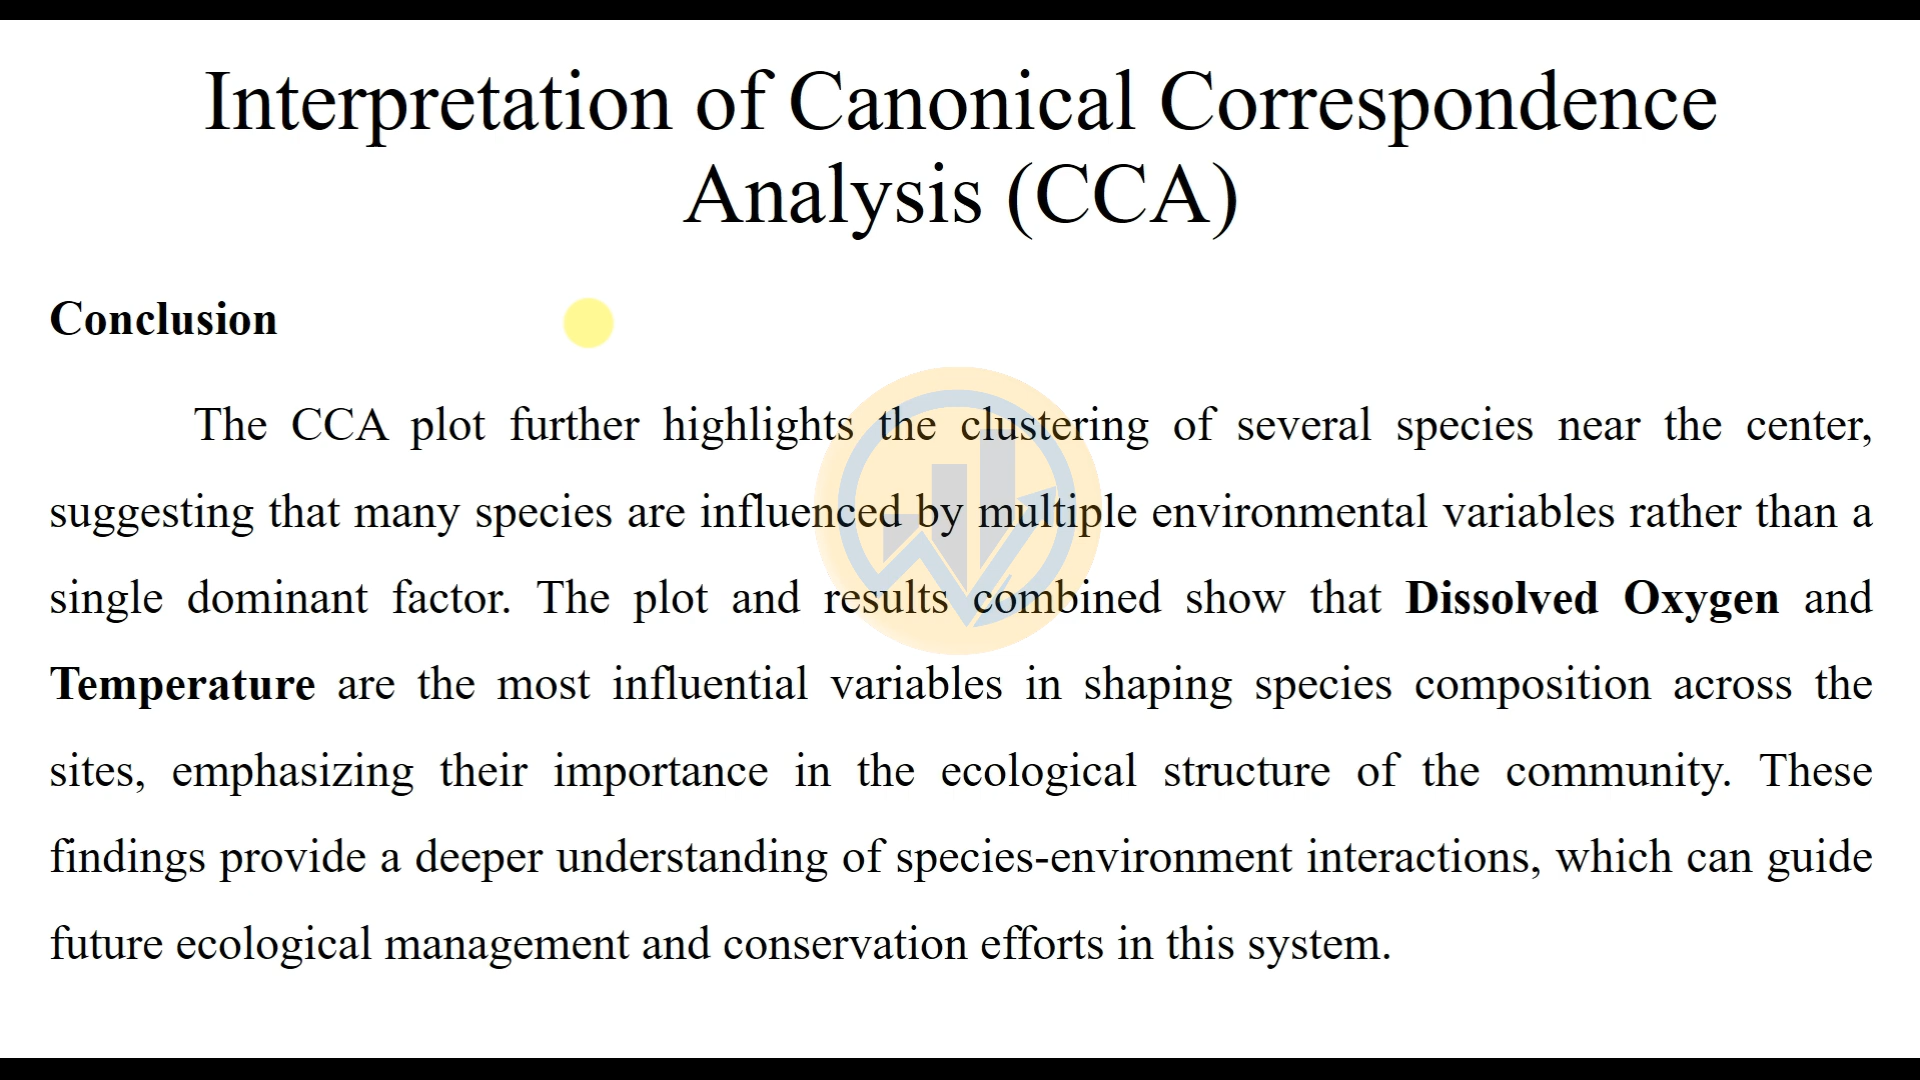 Interpretation of Canonical Correspondence
Analysis (CCA)
Conclusion
The CCA plot further highlights the clustering of several species near the center,
suggesting that many species are influenced by multiple environmental variables rather than a
single dominant factor. The plot and results combined show that Dissolved Oxygen and
Temperature are the most influential variables in shaping species composition across the
sites, emphasizing their importance in the ecological structure of the community. These
findings provide a deeper understanding of species-environment interactions, which can guide
future ecological management and conservation efforts in this system.